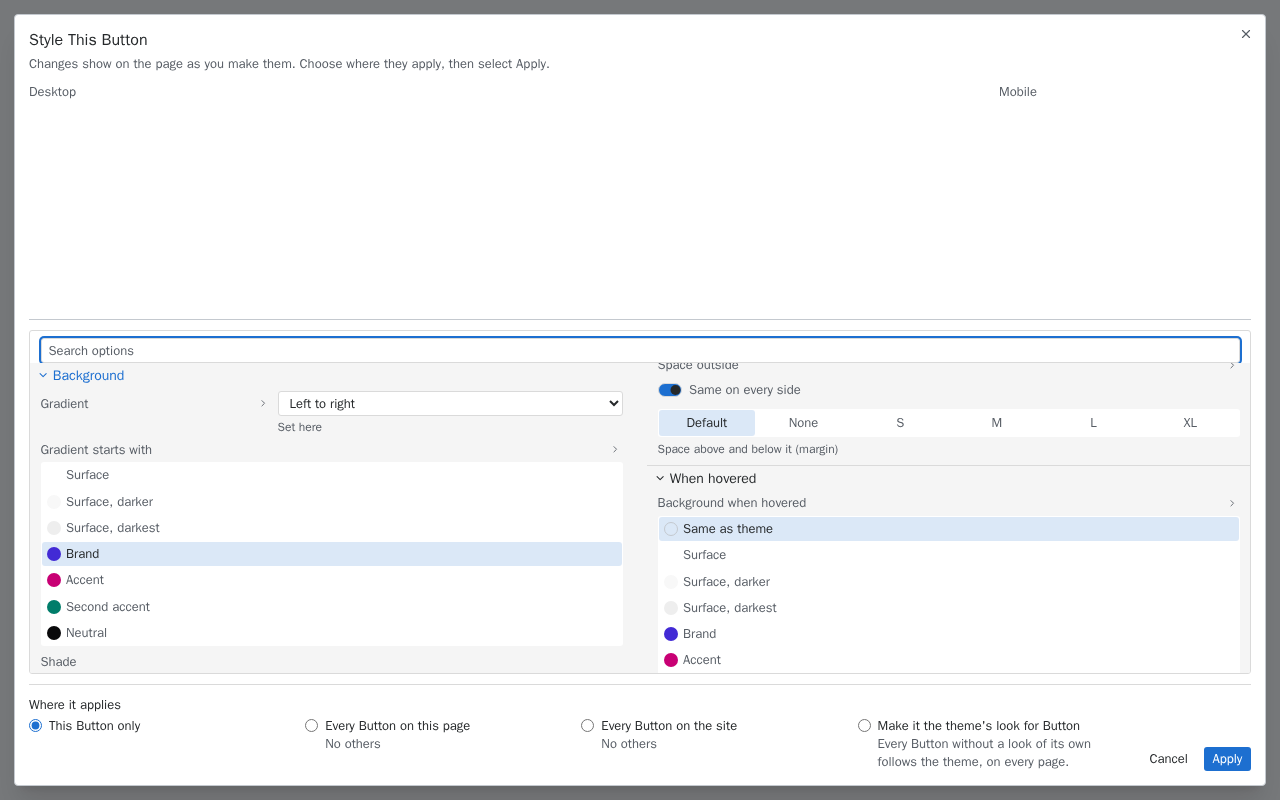 Style This Button
Changes show on the page as you make them. Choose where they apply, then select Apply.
Desktop
Mobile
Search options
Background
Gradient
Left to right
Set here
Gradient starts with
Surface
Surface, darker
Surface, darkest
Brand
Accent
Second accent
Neutral
Shade
Space outside
Same on every side
Default None S M L XL
Space above and below it (margin)
When hovered
Background when hovered
Same as theme
Surface
Surface, darker
Surface, darkest
Brand
Accent
Where it applies
This Button only
Every Button on this page
No others
Every Button on the site
No others
Make it the theme's look for Button
Every Button without a look of its own
follows the theme, on every page.
Cancel
Apply